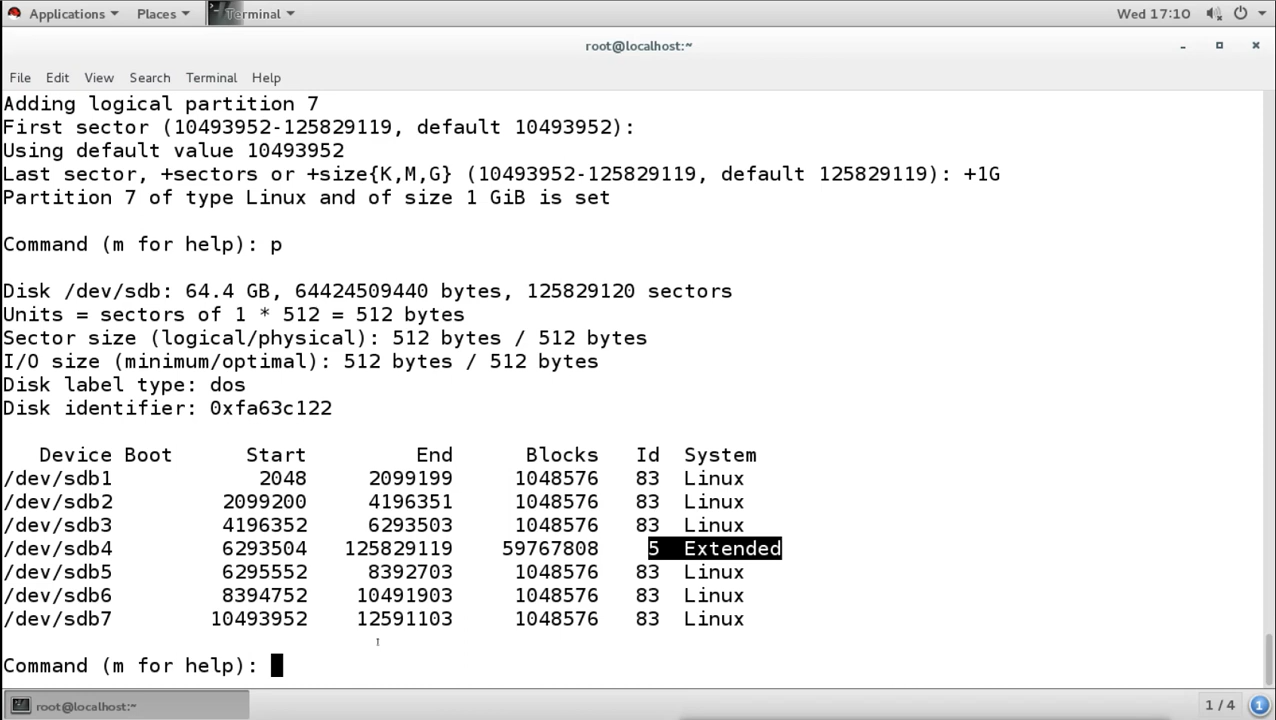 Applications Places Terminal Wed 17:10
root@localhost:~
File Edit View Search Terminal Help
Adding logical partition 7
First sector (10493952-125829119, default 10493952):
Using default value 10493952
Last sector, +sectors or +size{K,M,G} (10493952-125829119, default 125829119): +1G
Partition 7 of type Linux and of size 1 GiB is set
Command (m for help): p
Disk /dev/sdb: 64.4 GB, 64424509440 bytes, 125829120 sectors
Units = sectors of 1 * 512 = 512 bytes
Sector size (logical/physical): 512 bytes / 512 bytes
I/O size (minimum/optimal): 512 bytes / 512 bytes
Disk label type: dos
Disk identifier: 0xfa63c122
Device Boot Start End Blocks Id System
/dev/sdb1 2048 2099199 1048576 83 Linux
/dev/sdb2 2099200 4196351 1048576 83 Linux
/dev/sdb3 4196352 6293503 1048576 83 Linux
/dev/sdb4 6293504 125829119 59767808 5 Extended
/dev/sdb5 6295552 8392703 1048576 83 Linux
/dev/sdb6 8394752 10491903 1048576 83 Linux
/dev/sdb7 10493952 12591103 1048576 83 Linux
Command (m for help):
root@localhost:~ 1 / 4 1